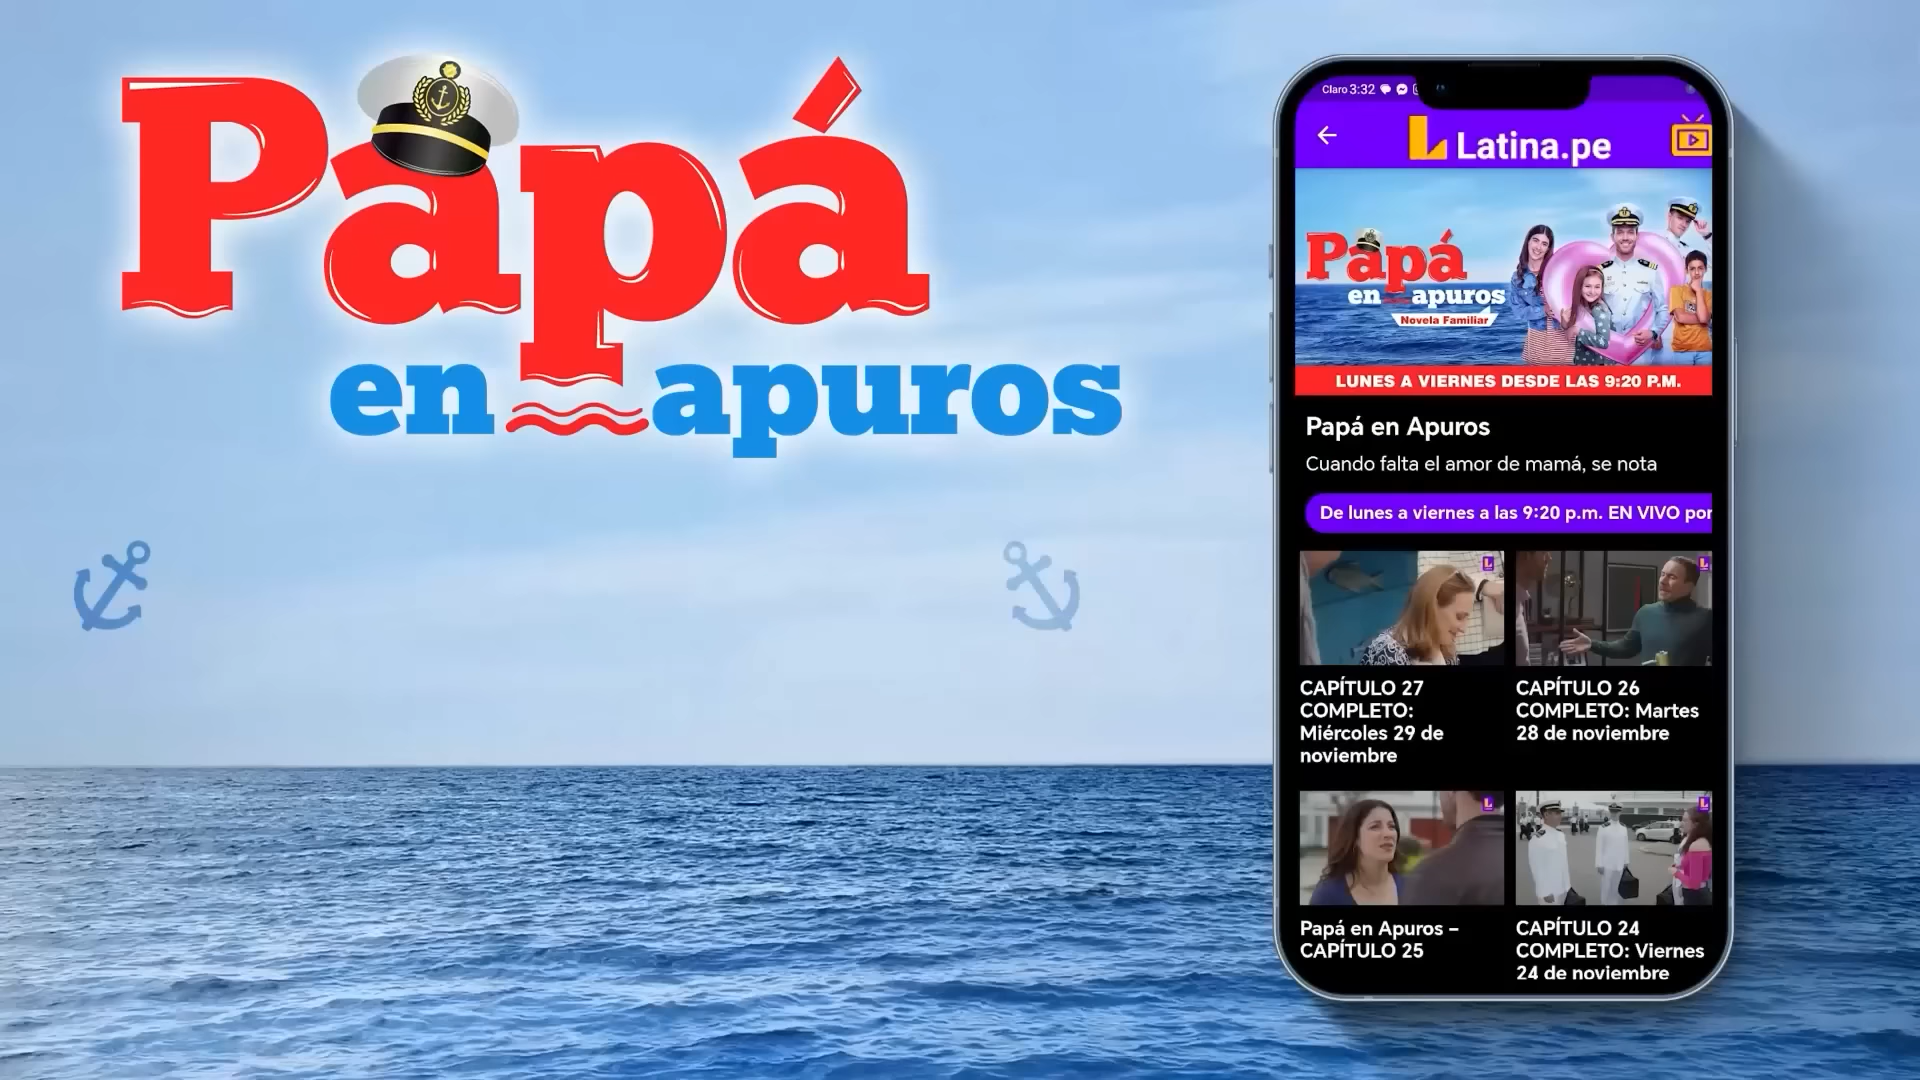 Papá
en apuros
Claro 3:32
Latina.pe
Papá
en apuros
Novela Familiar
LUNES A VIERNES DESDE LAS 9:20 P.M.
Papá en Apuros
Cuando falta el amor de mamá, se nota
De lunes a viernes a las 9:20 p.m. EN VIVO por
CAPÍTULO 27
COMPLETO:
Miércoles 29 de
noviembre
CAPÍTULO 26
COMPLETO: Martes
28 de noviembre
Papá en Apuros –
CAPÍTULO 25
CAPÍTULO 24
COMPLETO: Viernes
24 de noviembre